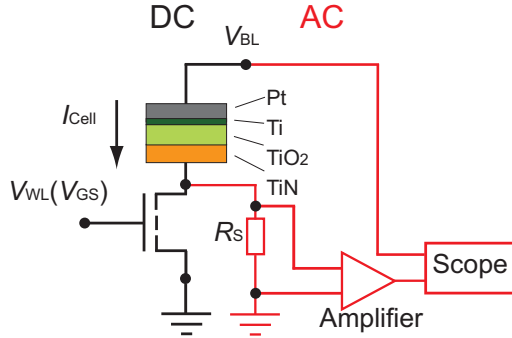 DC AC
VBL
Pt
Ti
TiO2
TiN
ICell
VWL(VGS)
RS
Scope
Amplifier